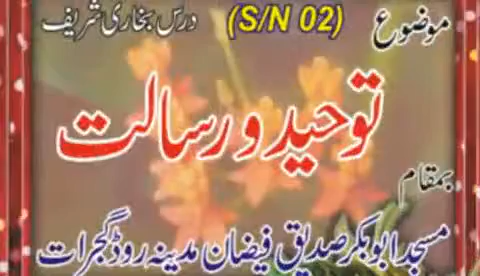 موضوع (S/N 02) درس بخاری شریف
توحید و رسالت
بمقام
مسجد ابوبکر صدیق فیضان مدینہ روڈ گجرات